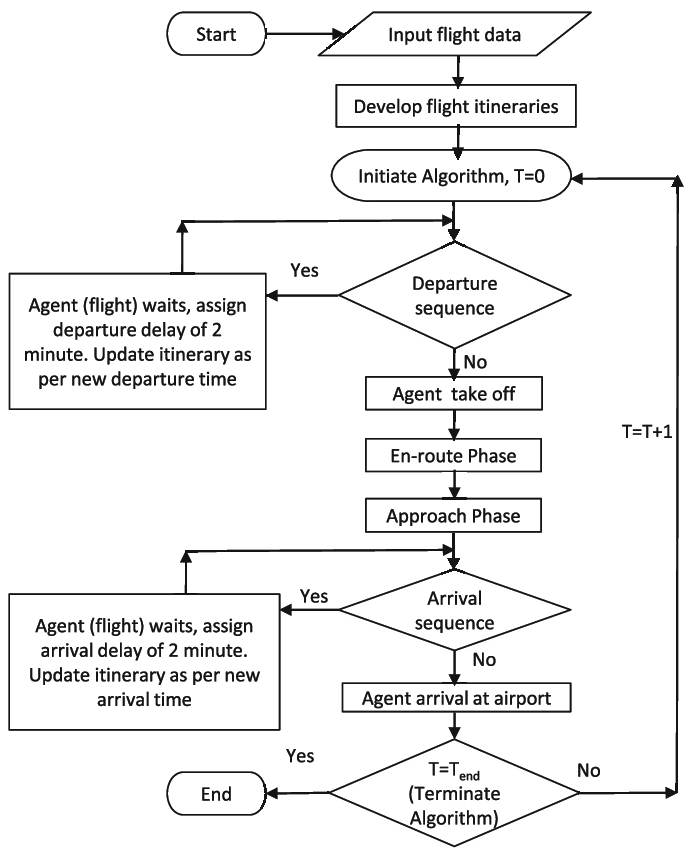 Start
Input flight data
Develop flight itineraries
Initiate Algorithm, T=0
Yes
Departure
sequence
Agent (flight) waits, assign
departure delay of 2
minute. Update itinerary as
per new departure time
No
Agent take off
T=T+1
En-route Phase
Approach Phase
Yes
Arrival
sequence
Agent (flight) waits, assign
arrival delay of 2 minute.
Update itinerary as per new
arrival time
No
Agent arrival at airport
Yes
T=Tend
(Terminate
Algorithm)
No
End